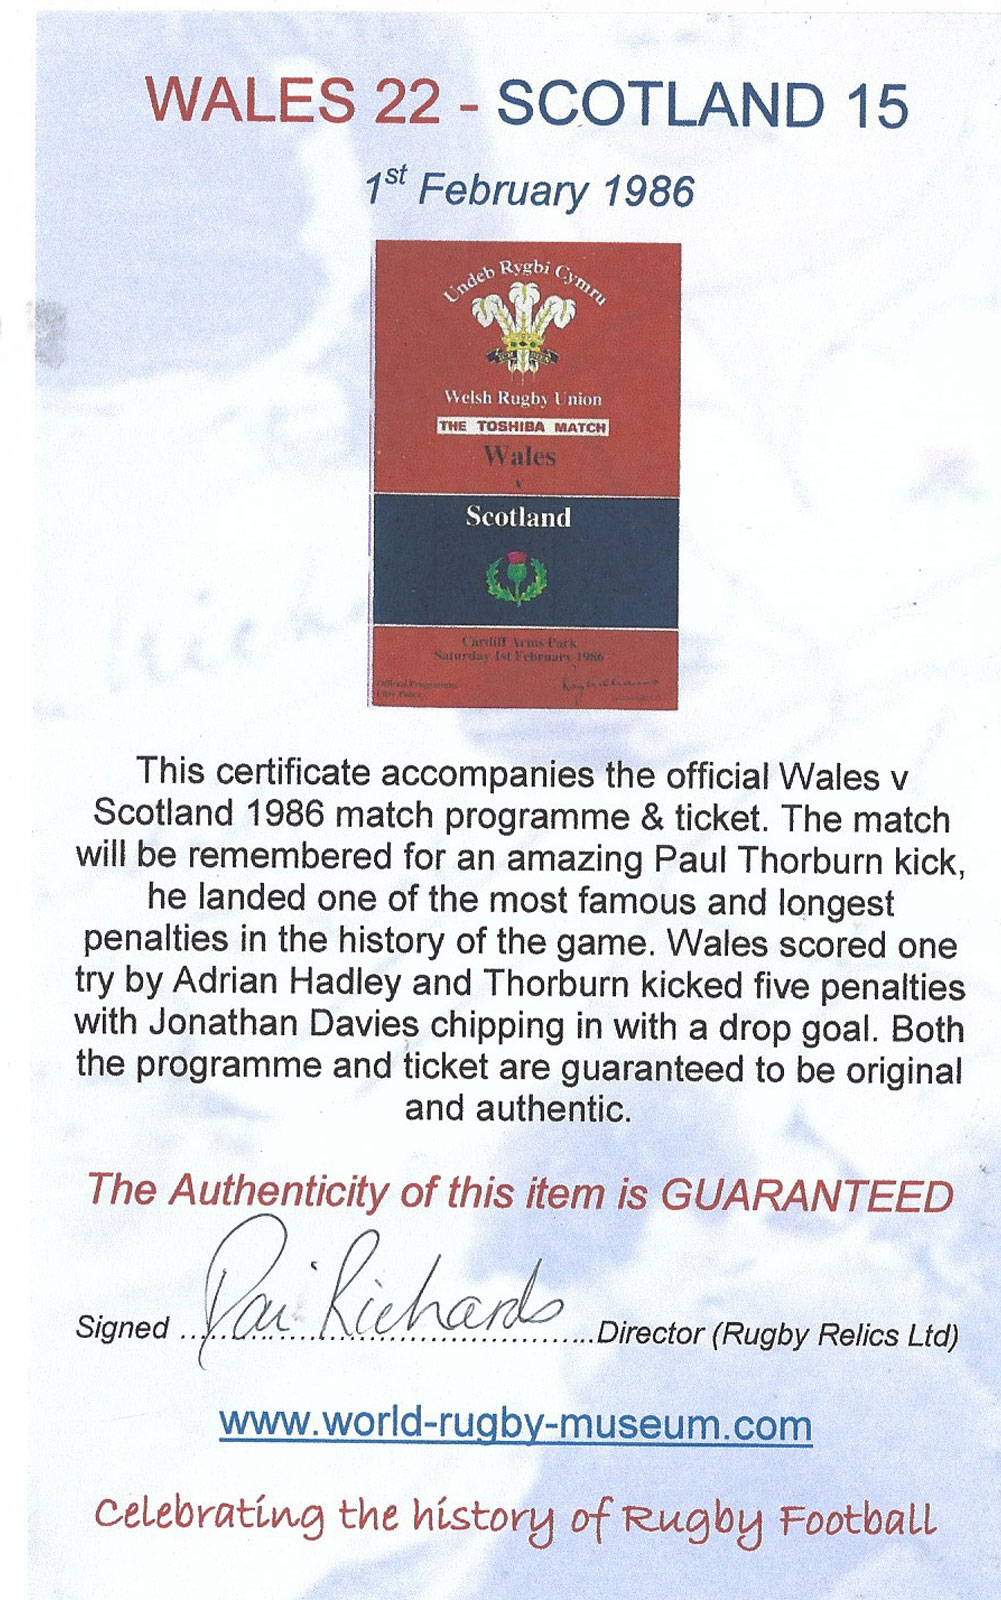 WALES 22 - SCOTLAND 15
1st February 1986
Undeb Rygbi Cymru
Welsh Rugby Union
THE TOSHIBA MATCH
Wales
v
Scotland
Cardiff Arms Park
Saturday 1st February 1986
Official Programme
This certificate accompanies the official Wales v
Scotland 1986 match programme & ticket. The match
will be remembered for an amazing Paul Thorburn kick,
he landed one of the most famous and longest
penalties in the history of the game. Wales scored one
try by Adrian Hadley and Thorburn kicked five penalties
with Jonathan Davies chipping in with a drop goal. Both
the programme and ticket are guaranteed to be original
and authentic.
The Authenticity of this item is GUARANTEED
Signed ..Dai Richards..Director (Rugby Relics Ltd)
www.world-rugby-museum.com
Celebrating the history of Rugby Football